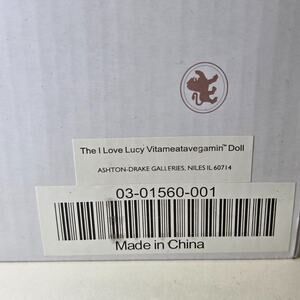 The I Love Lucy Vitameatavegamin™ Doll
ASHTON-DRAKE GALLERIES, NILES IL 60714
03-01560-001
Made in China